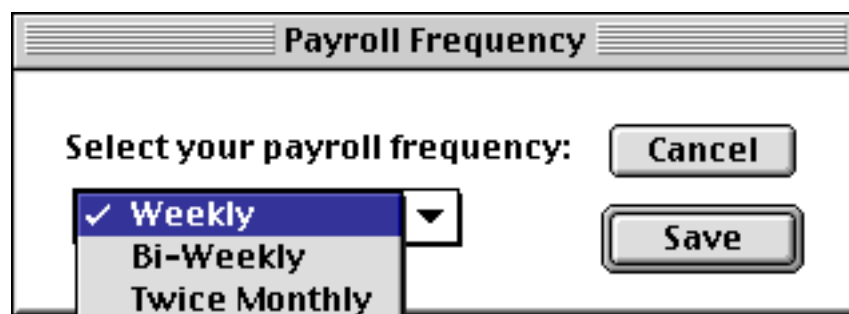 Payroll Frequency
Select your payroll frequency:
Cancel
✓ Weekly
Bi-Weekly
Save
Twice Monthly